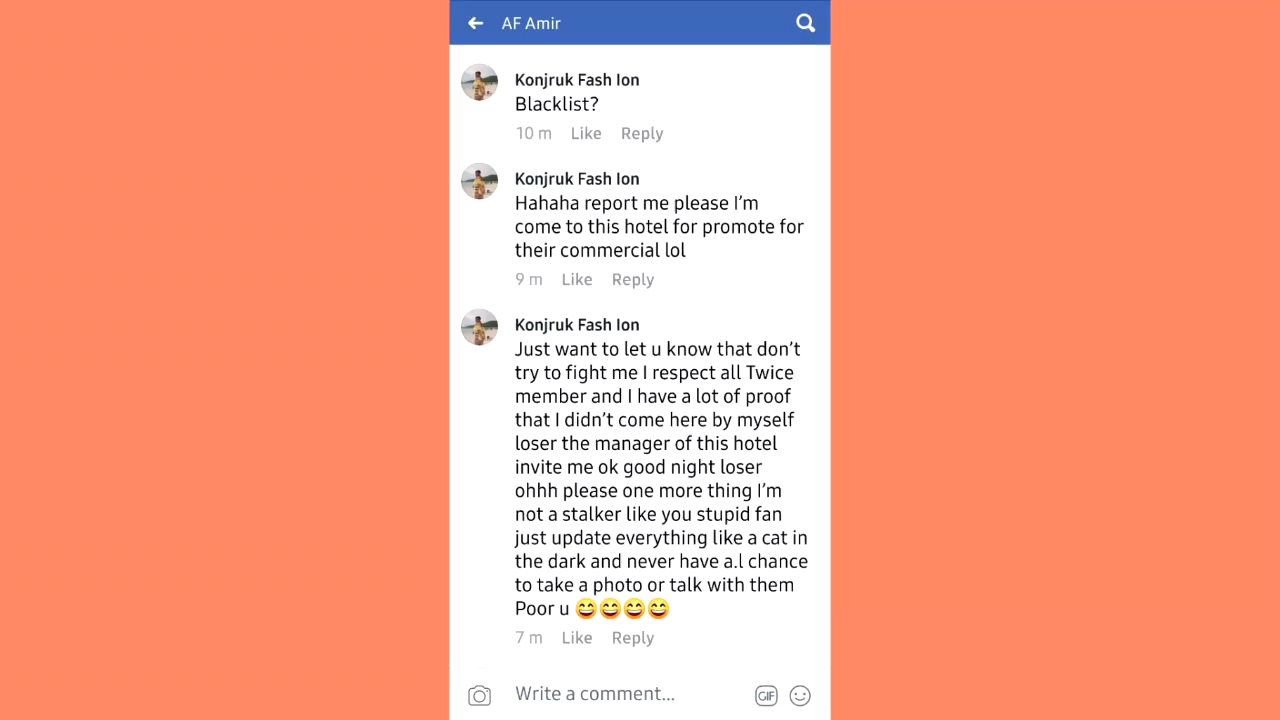 AF Amir
Konjruk Fash Ion
Blacklist?
10 m Like Reply
Konjruk Fash Ion
Hahaha report me please I’m
come to this hotel for promote for
their commercial lol
9 m Like Reply
Konjruk Fash Ion
Just want to let u know that don’t
try to fight me I respect all Twice
member and I have a lot of proof
that I didn’t come here by myself
loser the manager of this hotel
invite me ok good night loser
ohhh please one more thing I’m
not a stalker like you stupid fan
just update everything like a cat in
the dark and never have a.l chance
to take a photo or talk with them
Poor u 😄😄😄😄
7 m Like Reply
Write a comment...
GIF